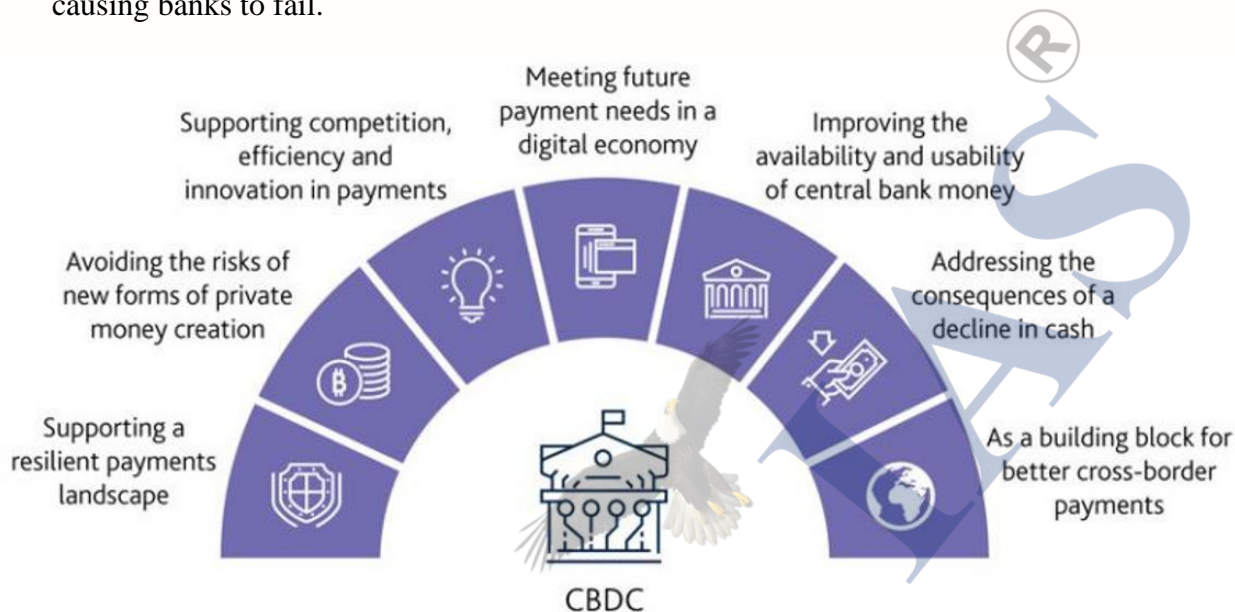 causing banks to fail.
Meeting future
payment needs in a
digital economy
Supporting competition,
efficiency and
innovation in payments
Improving the
availability and usability
of central bank money
Avoiding the risks of
new forms of private
money creation
Addressing the
consequences of a
decline in cash
Supporting a
resilient payments
landscape
As a building block for
better cross-border
payments
CBDC
IAS
®